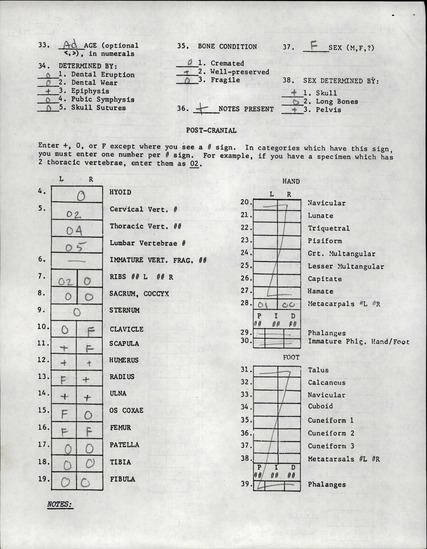 33. Ad AGE (optional
<,>), in numerals
34. DETERMINED BY:
0 1. Dental Eruption
0 2. Dental Wear
+ 3. Epiphysis
0 4. Pubic Symphysis
0 5. Skull Sutures
35. BONE CONDITION
0 1. Cremated
+ 2. Well-preserved
0 3. Fragile
36. + NOTES PRESENT
37. F SEX (M,F,?)
38. SEX DETERMINED BY:
+ 1. Skull
0 2. Long Bones
+ 3. Pelvis
POST-CRANIAL
Enter +, 0, or F except where you see a # sign. In categories which have this sign,
you must enter one number per # sign. For example, if you have a specimen which has
2 thoracic vertebrae, enter them as 02.
L R
4. 0 HYOID
5. 02 Cervical Vert. #
04 Thoracic Vert. ##
05 Lumbar Vertebrae #
6. — IMMATURE VERT. FRAG. ##
7. 02 0 RIBS ## L ## R
8. 0 0 SACRUM, COCCYX
9. 0 STERNUM
10. 0 F CLAVICLE
11. + F SCAPULA
12. + + HUMERUS
13. F + RADIUS
14. + + ULNA
15. F 0 OS COXAE
16. F F FEMUR
17. 0 0 PATELLA
18. 0 0 TIBIA
19. 0 0 FIBULA
NOTES:
HAND
L R
20. Navicular
21. Lunate
22. Triquetral
23. Pisiform
24. Grt. Multangular
25. Lesser Multangular
26. Capitate
27. Hamate
28. 01 00 Metacarpals #L #R
P I D
## ## ##
29. Phalanges
30. Immature Phlg. Hand/Foot
FOOT
31. Talus
32. Calcaneus
33. Navicular
34. Cuboid
35. Cuneiform 1
36. Cuneiform 2
37. Cuneiform 3
38. Metatarsals #L #R
P I D
## ## ##
39. Phalanges